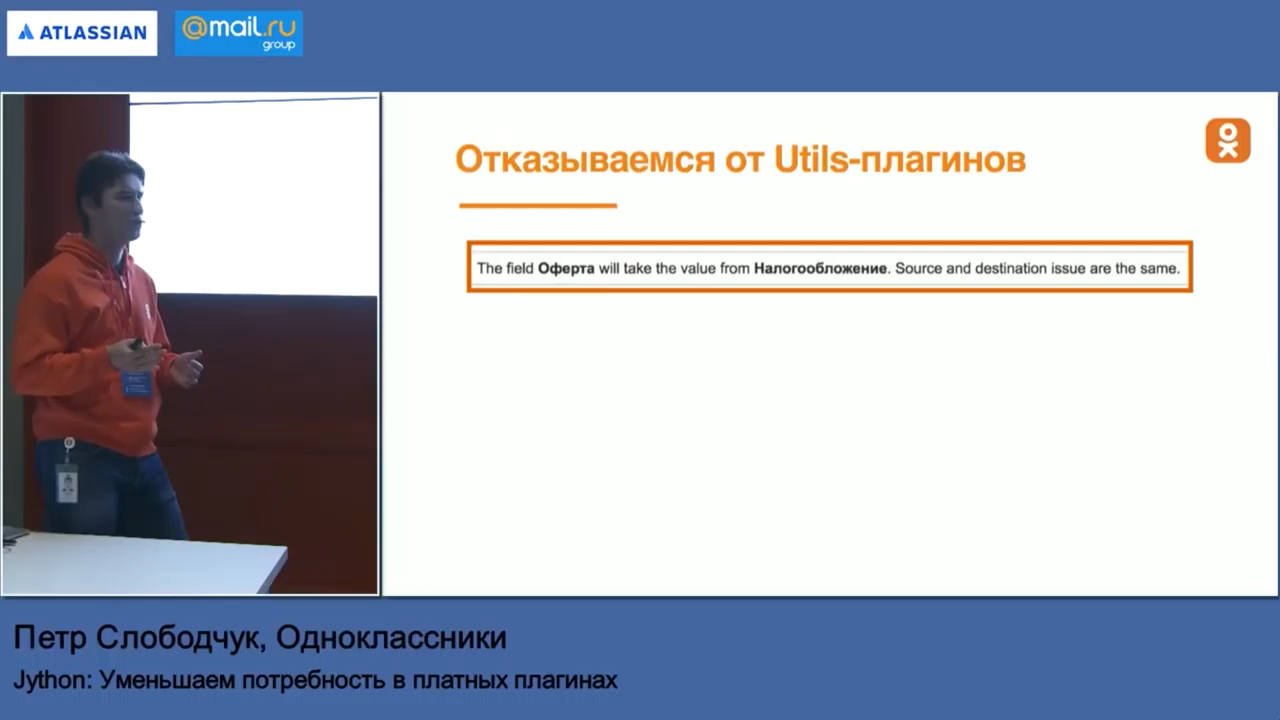 ATLASSIAN
@mail.ru
group
Отказываемся от Utils-плагинов
The field Оферта will take the value from Налогообложение. Source and destination issue are the same.
Петр Слободчук, Одноклассники
Jython: Уменьшаем потребность в платных плагинах